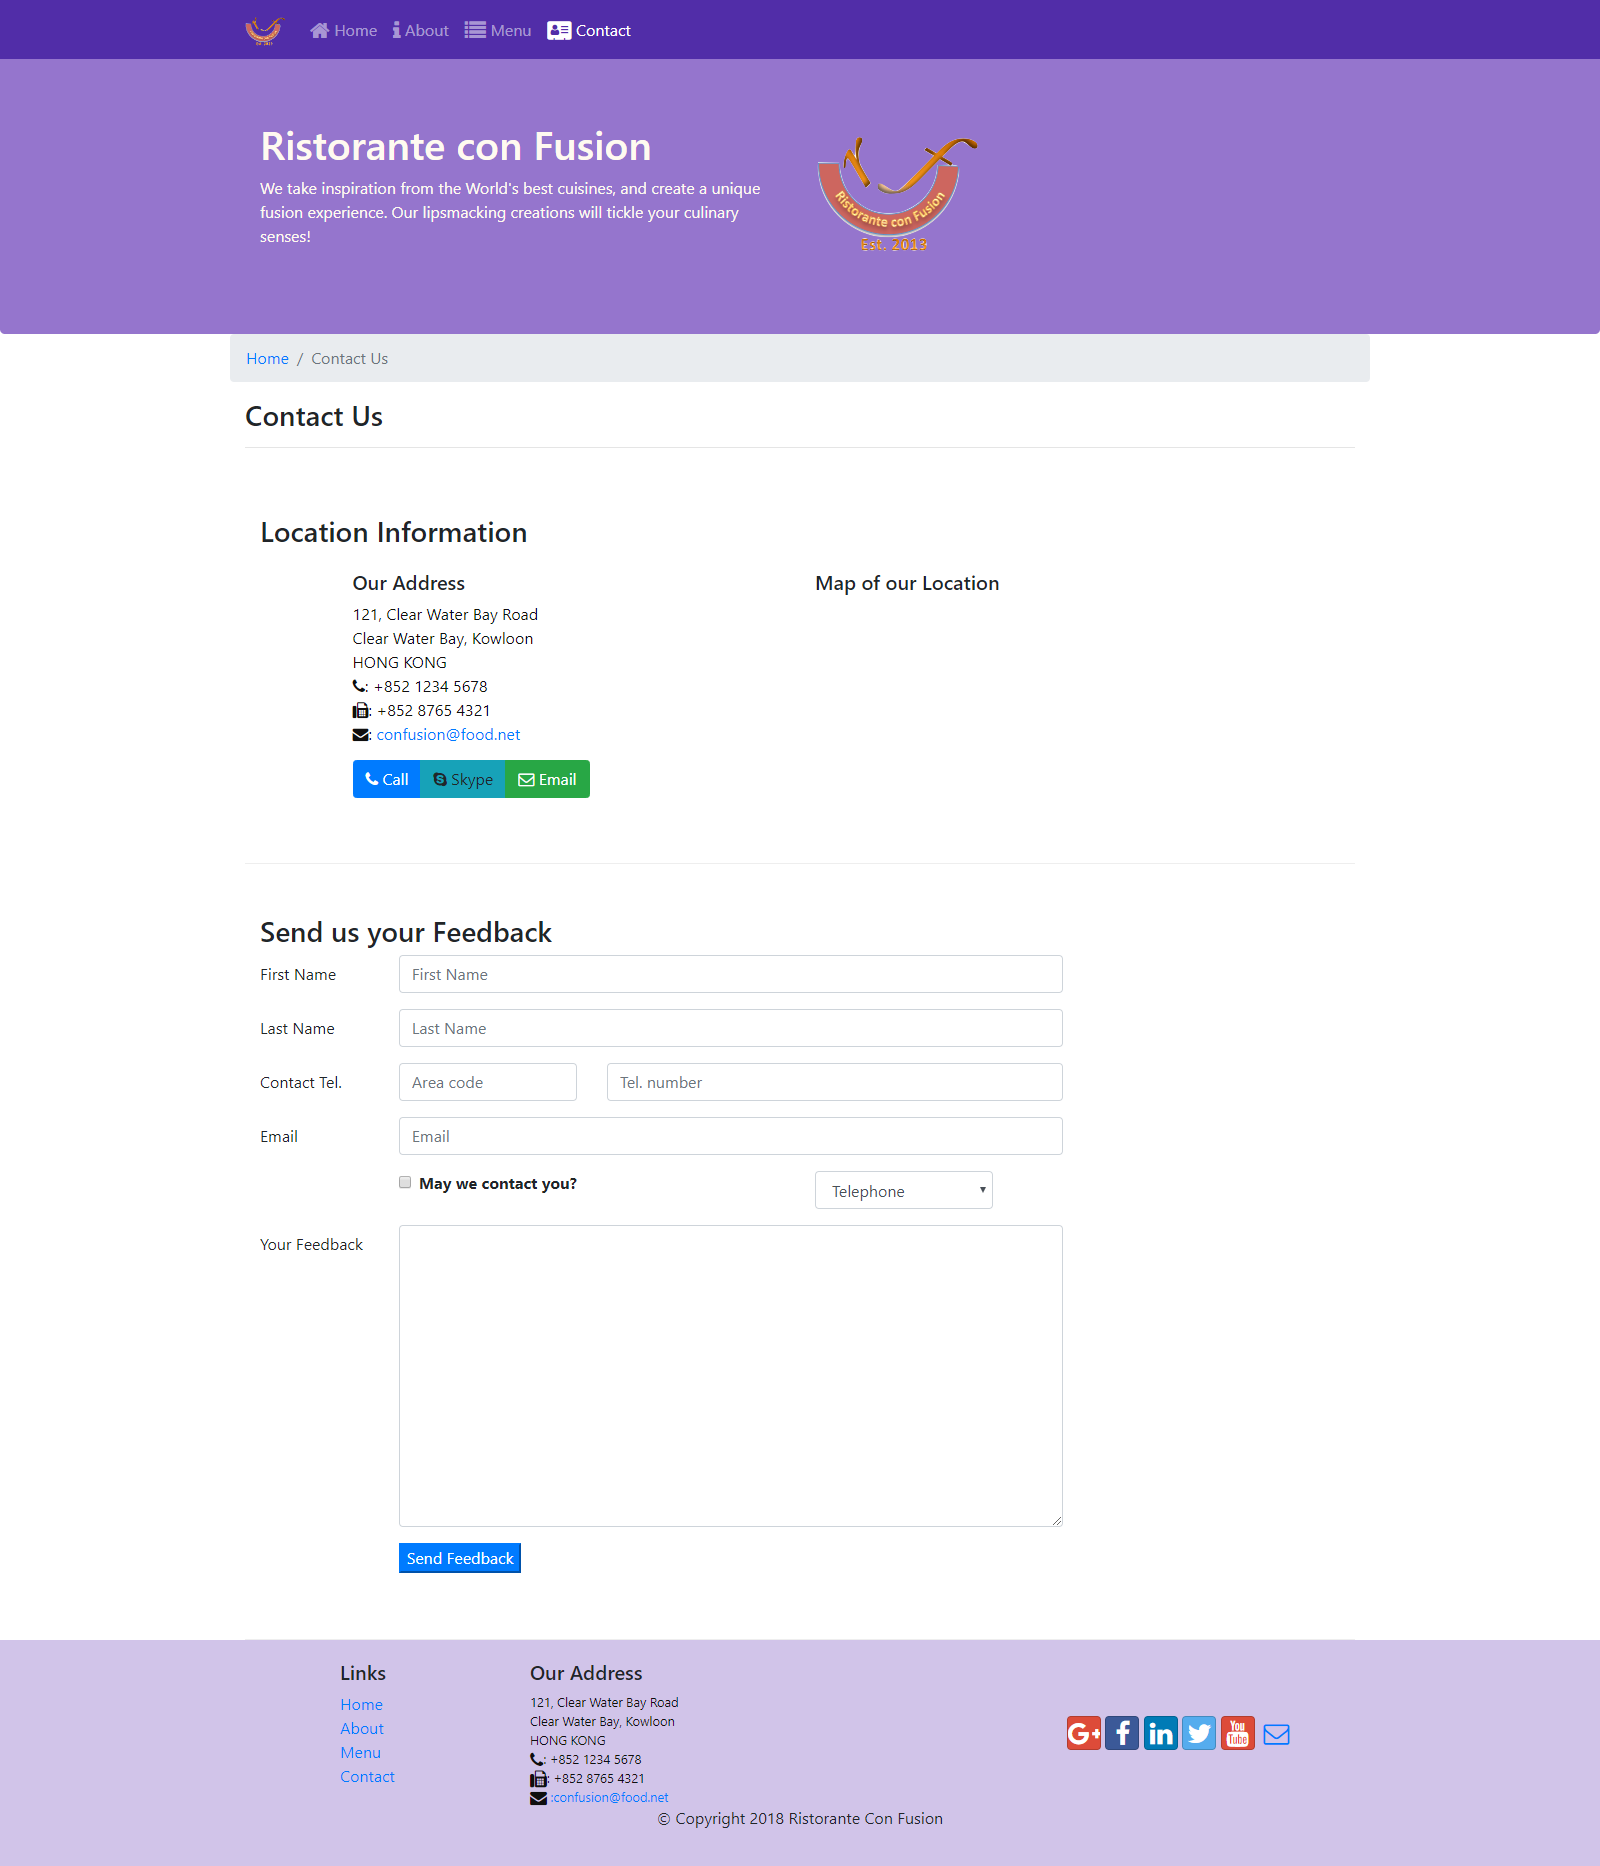 Home About Menu Contact
Ristorante con Fusion
We take inspiration from the World's best cuisines, and create a unique
fusion experience. Our lipsmacking creations will tickle your culinary
senses!
Ristorante con Fusion
Est. 2013
Home / Contact Us
Contact Us
Location Information
Our Address
121, Clear Water Bay Road
Clear Water Bay, Kowloon
HONG KONG
: +852 1234 5678
: +852 8765 4321
: confusion@food.net
Call Skype Email
Map of our Location
Send us your Feedback
First Name First Name
Last Name Last Name
Contact Tel. Area code Tel. number
Email Email
May we contact you? Telephone
Your Feedback
Send Feedback
Links
Home
About
Menu
Contact
Our Address
121, Clear Water Bay Road
Clear Water Bay, Kowloon
HONG KONG
: +852 1234 5678
: +852 8765 4321
:confusion@food.net
G+ f in You Tube
© Copyright 2018 Ristorante Con Fusion